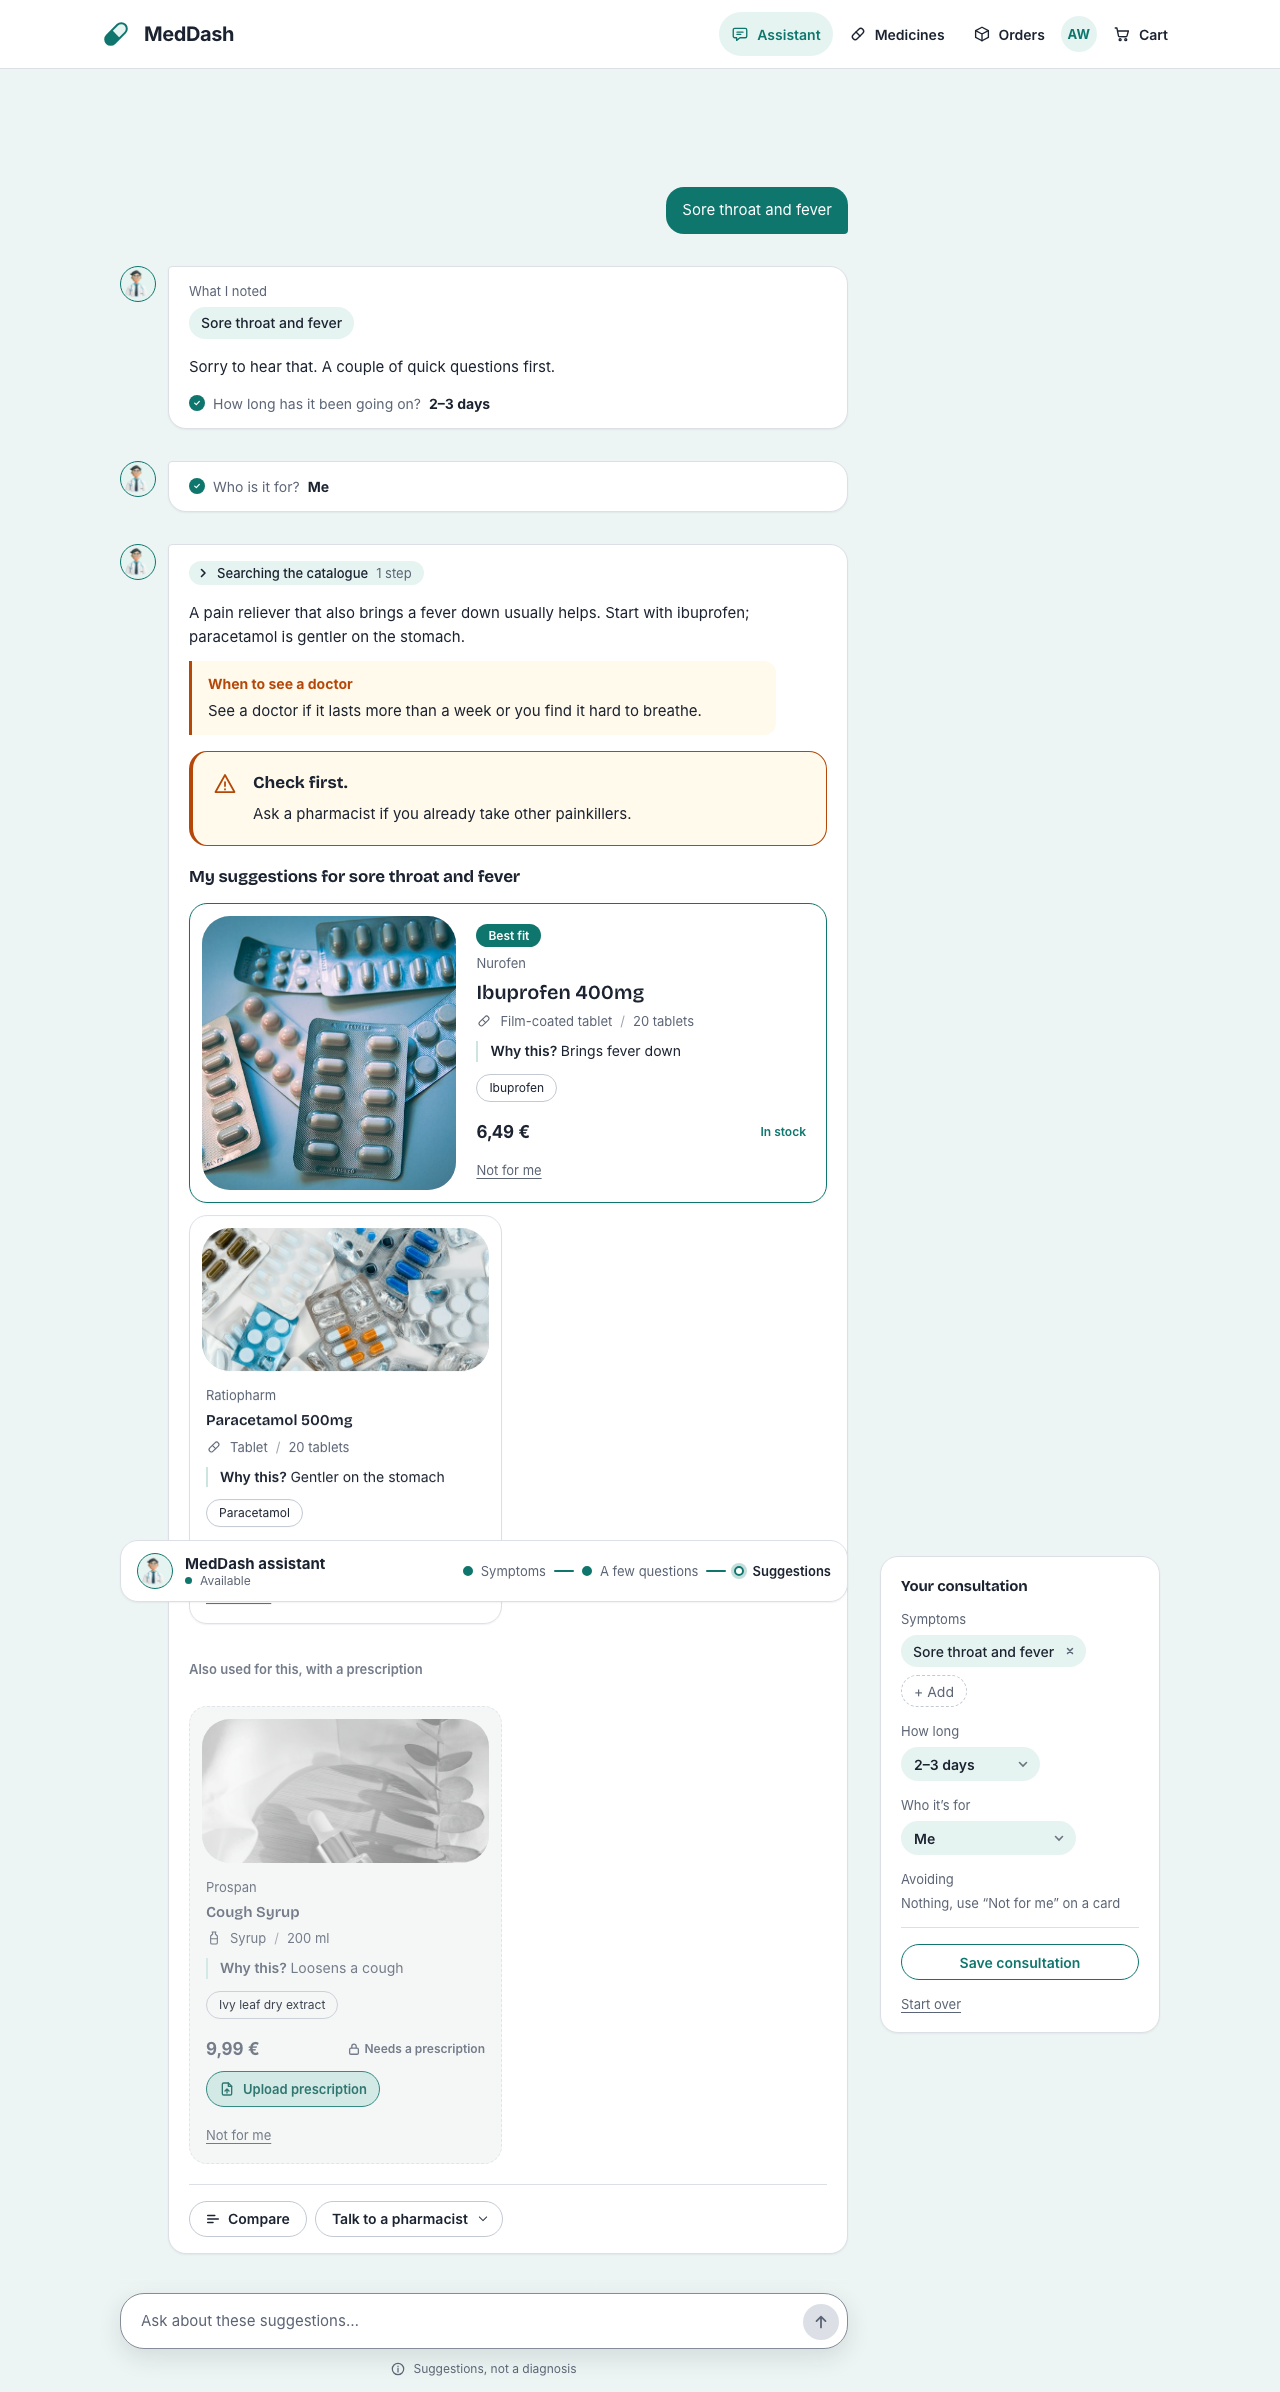 MedDash
Assistant
Medicines
Orders
AW
Cart
Sore throat and fever
What I noted
Sore throat and fever
Sorry to hear that. A couple of quick questions first.
How long has it been going on? 2–3 days
Who is it for? Me
Searching the catalogue 1 step
A pain reliever that also brings a fever down usually helps. Start with ibuprofen;
paracetamol is gentler on the stomach.
When to see a doctor
See a doctor if it lasts more than a week or you find it hard to breathe.
Check first.
Ask a pharmacist if you already take other painkillers.
My suggestions for sore throat and fever
Best fit
Nurofen
Ibuprofen 400mg
Film-coated tablet / 20 tablets
Why this? Brings fever down
Ibuprofen
6,49 €
In stock
Not for me
Ratiopharm
Paracetamol 500mg
Tablet / 20 tablets
Why this? Gentler on the stomach
Paracetamol
MedDash assistant
Available
Symptoms
A few questions
Suggestions
Also used for this, with a prescription
Prospan
Cough Syrup
Syrup / 200 ml
Why this? Loosens a cough
Ivy leaf dry extract
9,99 €
Needs a prescription
Upload prescription
Not for me
Compare
Talk to a pharmacist
Your consultation
Symptoms
Sore throat and fever ×
+ Add
How long
2–3 days
Who it’s for
Me
Avoiding
Nothing, use “Not for me” on a card
Save consultation
Start over
Ask about these suggestions...
Suggestions, not a diagnosis